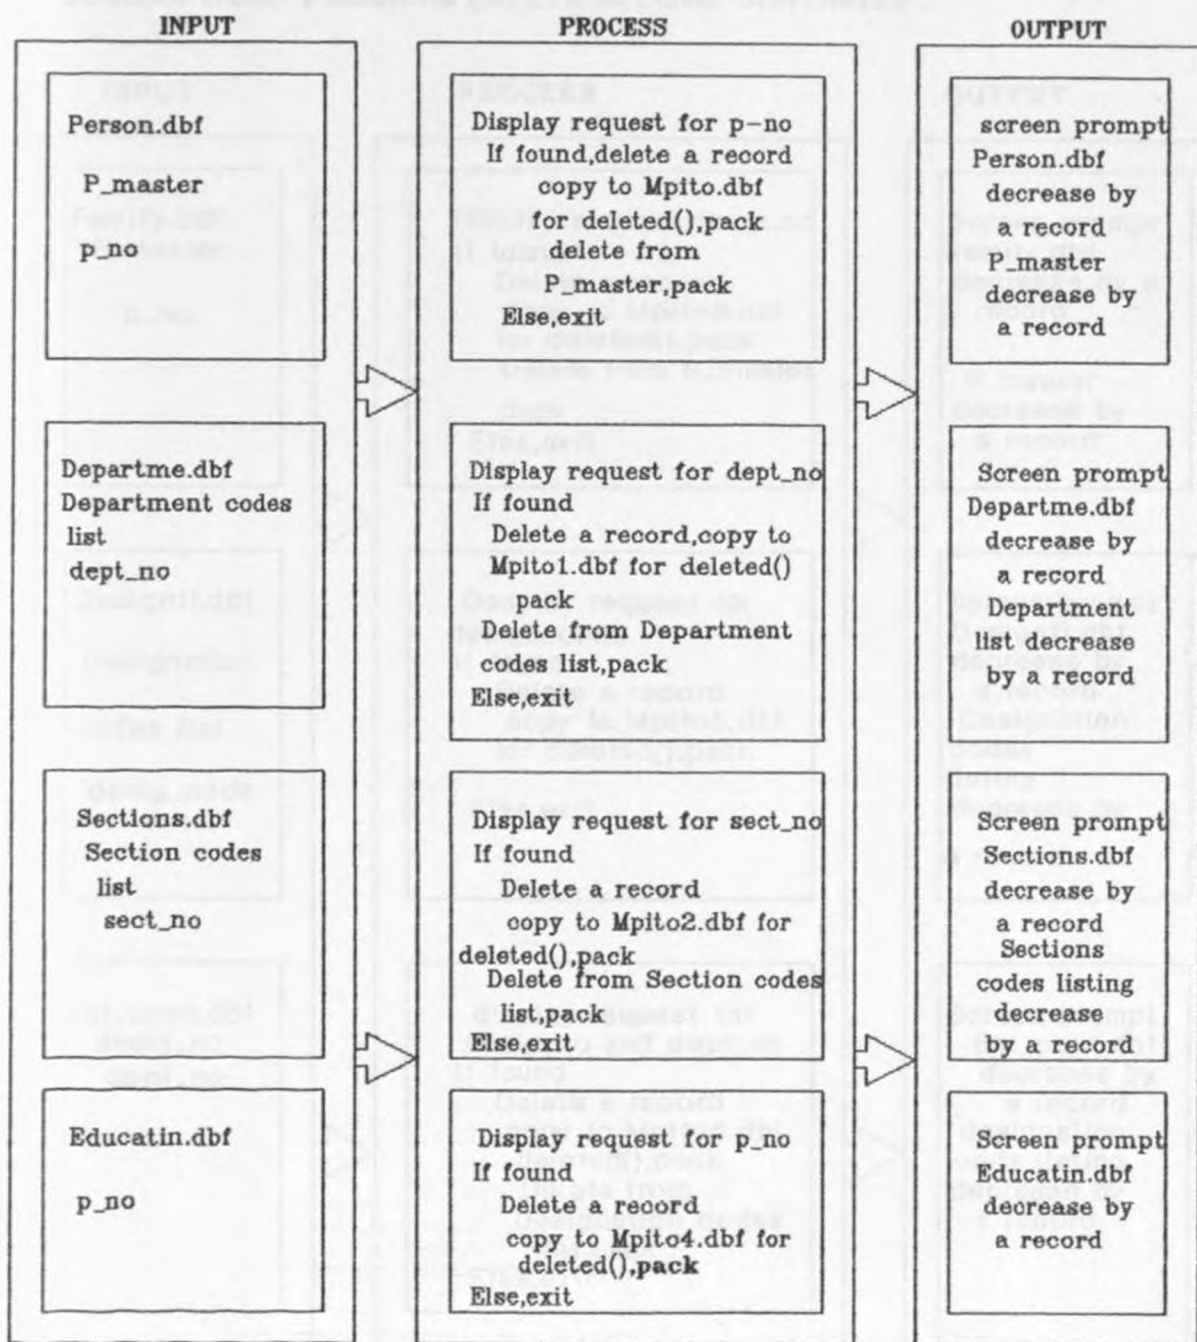 INPUT
PROCESS
OUTPUT
Person.dbf
P_master
p_no
Display request for p-no
If found,delete a record
copy to Mpito.dbf
for deleted(),pack
delete from
P_master,pack
Else,exit
screen prompt
Person.dbf
decrease by
a record
P_master
decrease by
a record
Departme.dbf
Department codes
list
dept_no
Display request for dept_no
If found
Delete a record,copy to
Mpito1.dbf for deleted()
pack
Delete from Department
codes list,pack
Else,exit
Screen prompt
Departme.dbf
decrease by
a record
Department
list decrease
by a record
Sections.dbf
Section codes
list
sect_no
Display request for sect_no
If found
Delete a record
copy to Mpito2.dbf for
deleted(),pack
Delete from Section codes
list,pack
Else,exit
Screen prompt
Sections.dbf
decrease by
a record
Sections
codes listing
decrease
by a record
Educatin.dbf
p_no
Display request for p_no
If found
Delete a record
copy to Mpito4.dbf for
deleted(),pack
Else,exit
Screen prompt
Educatin.dbf
decrease by
a record